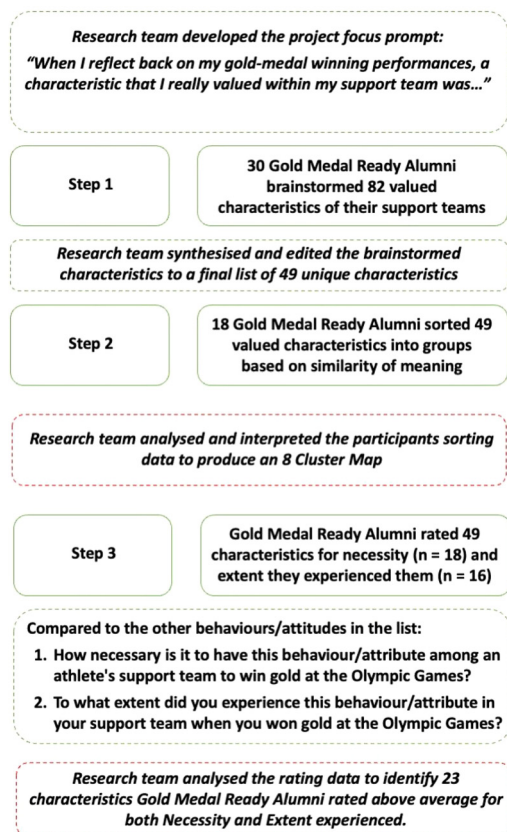 Research team developed the project focus prompt:
“When I reflect back on my gold-medal winning performances, a
characteristic that I really valued within my support team was…”
Step 1
30 Gold Medal Ready Alumni
brainstormed 82 valued
characteristics of their support teams
Research team synthesised and edited the brainstormed
characteristics to a final list of 49 unique characteristics
Step 2
18 Gold Medal Ready Alumni sorted 49
valued characteristics into groups
based on similarity of meaning
Research team analysed and interpreted the participants sorting
data to produce an 8 Cluster Map
Step 3
Gold Medal Ready Alumni rated 49
characteristics for necessity (n = 18) and
extent they experienced them (n = 16)
Compared to the other behaviours/attitudes in the list:
1. How necessary is it to have this behaviour/attribute among an
athlete's support team to win gold at the Olympic Games?
2. To what extent did you experience this behaviour/attribute in
your support team when you won gold at the Olympic Games?
Research team analysed the rating data to identify 23
characteristics Gold Medal Ready Alumni rated above average for
both Necessity and Extent experienced.